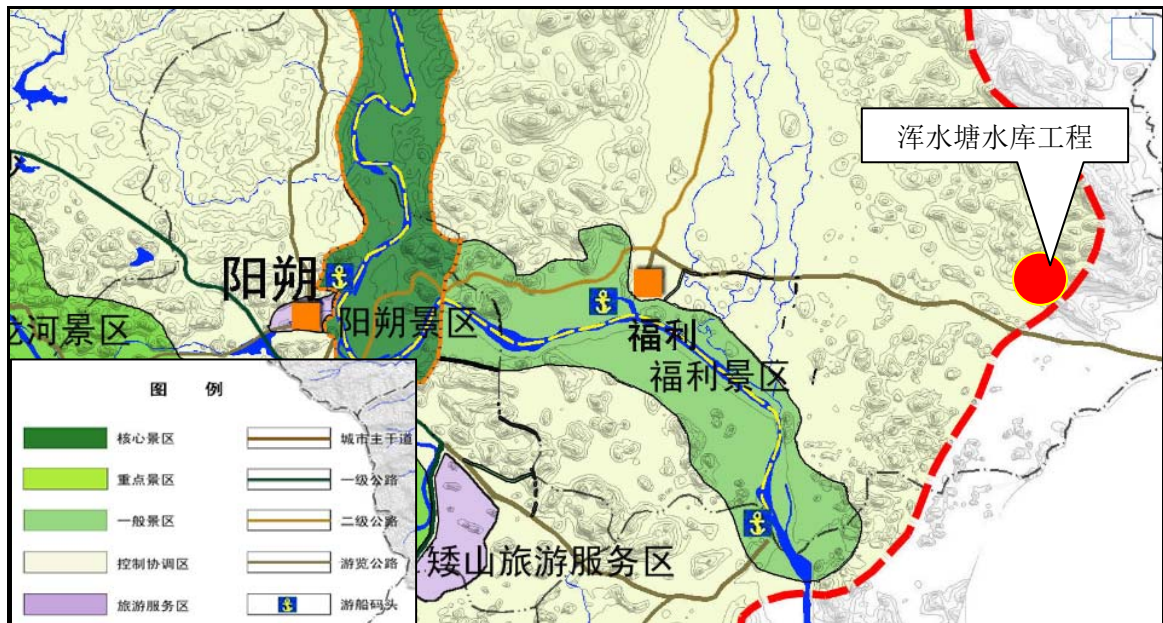 浑水塘水库工程
阳朔
阳朔景区
龙河景区
福利
福利景区
矮山旅游服务区
图 例
核心景区
城市主干道
重点景区
一级公路
一般景区
二级公路
控制协调区
游览公路
旅游服务区
游船码头